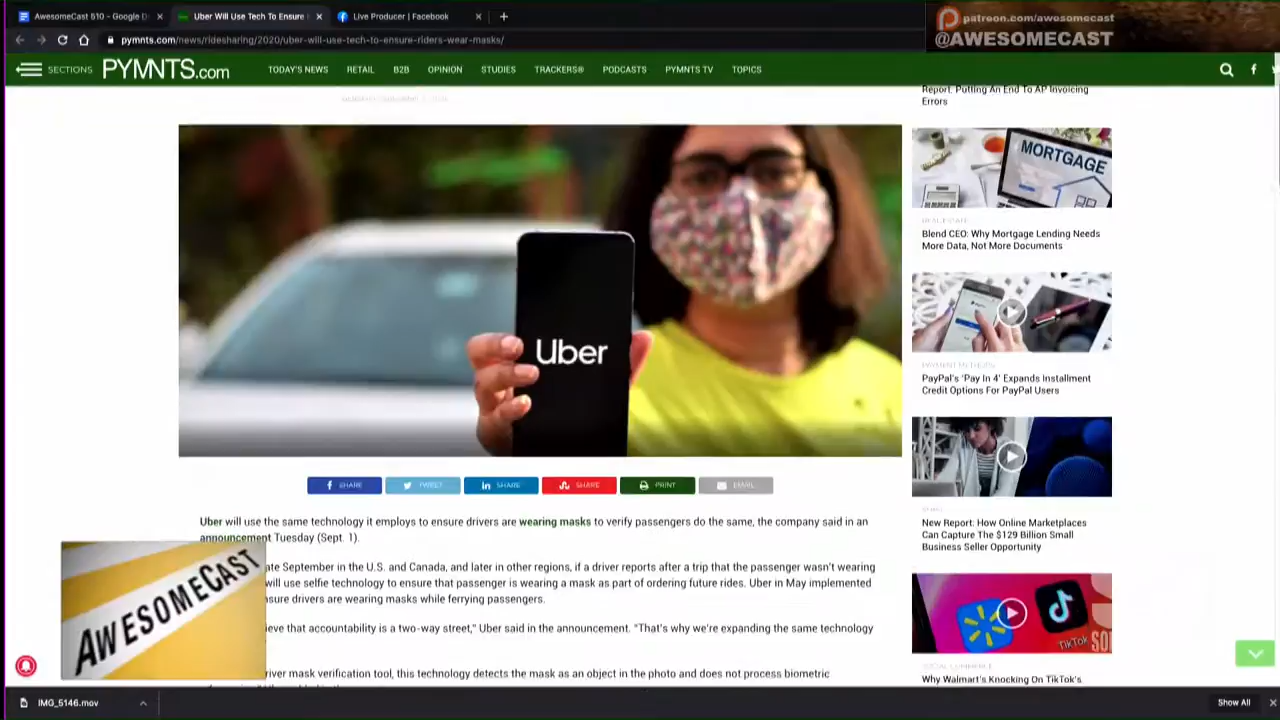 AwesomeCast 510 - Google D
Uber Will Use Tech To Ensure
Live Producer | Facebook
patreon.com/awesomecast
@AWESOMECAST
pymnts.com/news/ridesharing/2020/uber-will-use-tech-to-ensure-riders-wear-masks/
SECTIONS
PYMNTS.com
TODAY'S NEWS
RETAIL
B2B
OPINION
STUDIES
TRACKERS®
PODCASTS
PYMNTS TV
TOPICS
Report: Putting An End To AP Invoicing
Errors
MORTGAGE
Blend CEO: Why Mortgage Lending Needs
More Data, Not More Documents
Uber
PAYMENT METHODS
PayPal's 'Pay In 4' Expands Installment
Credit Options For PayPal Users
SHARE
TWEET
SHARE
SHARE
PRINT
EMAIL
New Report: How Online Marketplaces
Can Capture The $129 Billion Small
Business Seller Opportunity
Uber will use the same technology it employs to ensure drivers are wearing masks to verify passengers do the same, the company said in an
announcement Tuesday (Sept. 1).
ate September in the U.S. and Canada, and later in other regions, if a driver reports after a trip that the passenger wasn't wearing
will use selfie technology to ensure that passenger is wearing a mask as part of ordering future rides. Uber in May implemented
nsure drivers are wearing masks while ferrying passengers.
ieve that accountability is a two-way street," Uber said in the announcement. "That's why we're expanding the same technology
river mask verification tool, this technology detects the mask as an object in the photo and does not process biometric
AWESOMECAST
TikTok
SOCIAL COMMERCE
Why Walmart's Knocking On TikTok's
IMG_5146.mov
Show All